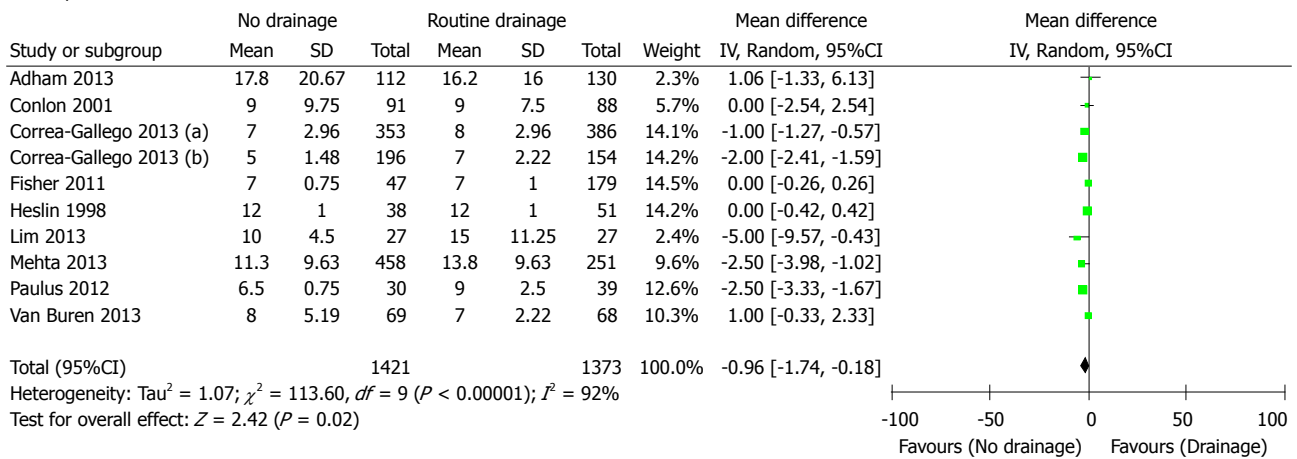 No drainage Routine drainage Mean difference Mean difference
Study or subgroup Mean SD Total Mean SD Total Weight IV, Random, 95%CI IV, Random, 95%CI
Adham 2013 17.8 20.67 112 16.2 16 130 2.3% 1.06 [-1.33, 6.13]
Conlon 2001 9 9.75 91 9 7.5 88 5.7% 0.00 [-2.54, 2.54]
Correa-Gallego 2013 (a) 7 2.96 353 8 2.96 386 14.1% -1.00 [-1.27, -0.57]
Correa-Gallego 2013 (b) 5 1.48 196 7 2.22 154 14.2% -2.00 [-2.41, -1.59]
Fisher 2011 7 0.75 47 7 1 179 14.5% 0.00 [-0.26, 0.26]
Heslin 1998 12 1 38 12 1 51 14.2% 0.00 [-0.42, 0.42]
Lim 2013 10 4.5 27 15 11.25 27 2.4% -5.00 [-9.57, -0.43]
Mehta 2013 11.3 9.63 458 13.8 9.63 251 9.6% -2.50 [-3.98, -1.02]
Paulus 2012 6.5 0.75 30 9 2.5 39 12.6% -2.50 [-3.33, -1.67]
Van Buren 2013 8 5.19 69 7 2.22 68 10.3% 1.00 [-0.33, 2.33]
Total (95%CI) 1421 1373 100.0% -0.96 [-1.74, -0.18]
Heterogeneity: Tau² = 1.07; χ² = 113.60, df = 9 (P < 0.00001); I² = 92%
Test for overall effect: Z = 2.42 (P = 0.02)
-100 -50 0 50 100
Favours (No drainage) Favours (Drainage)